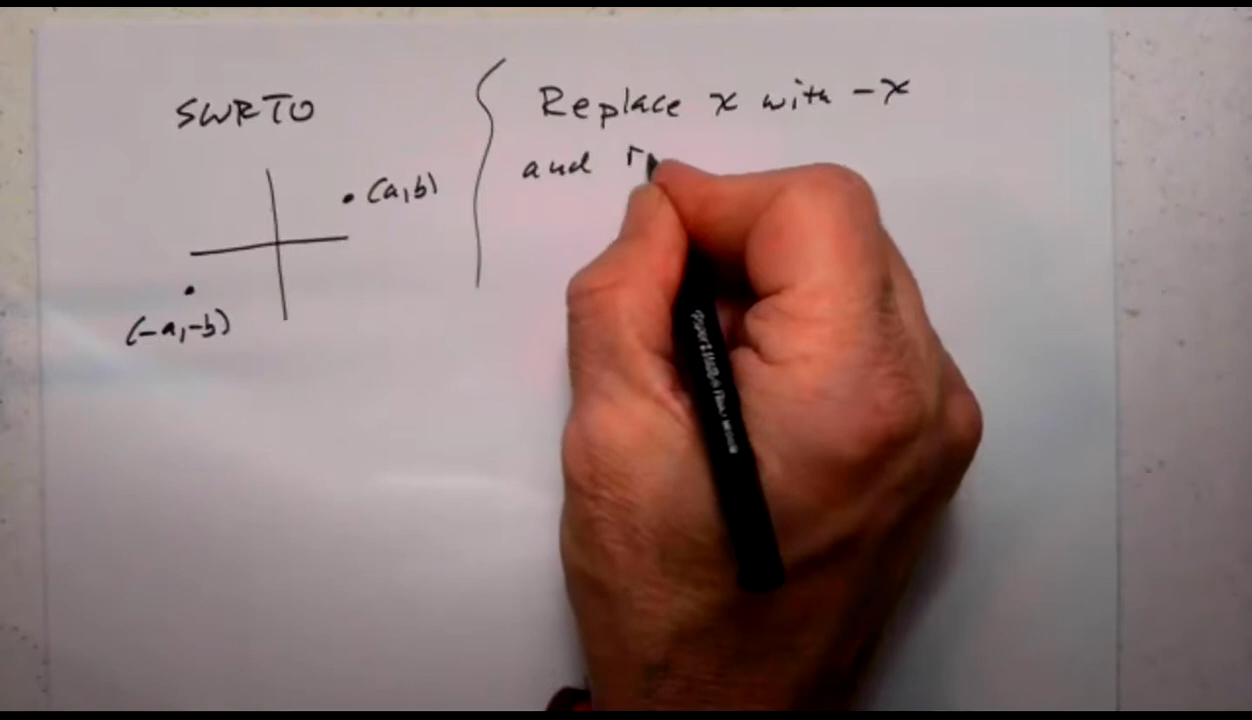 SWRTO
Replace x with -x
and r
(a,b)
(-a,-b)